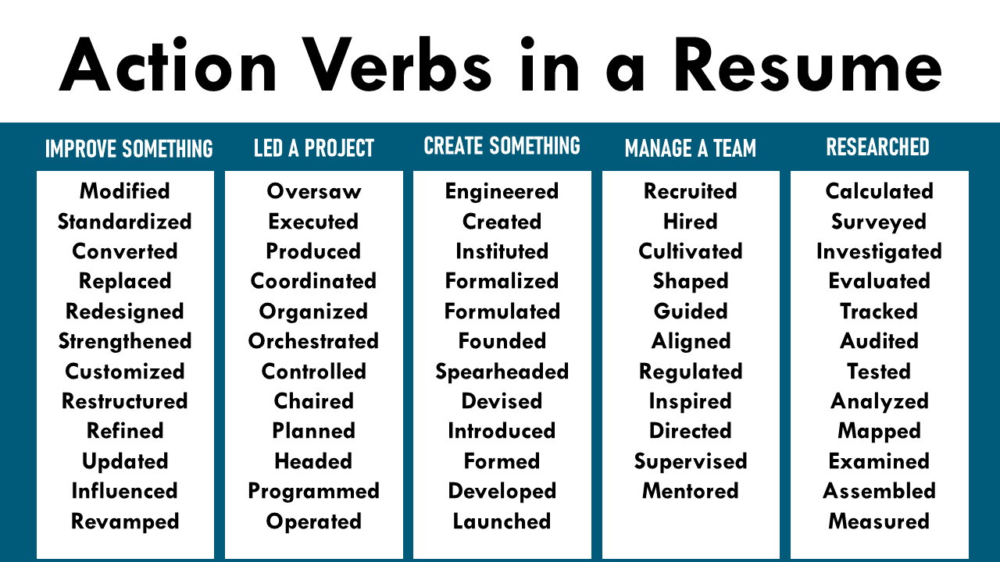 Action Verbs in a Resume
IMPROVE SOMETHING
Modified
Standardized
Converted
Replaced
Redesigned
Strengthened
Customized
Restructured
Refined
Updated
Influenced
Revamped
LED A PROJECT
Oversaw
Executed
Produced
Coordinated
Organized
Orchestrated
Controlled
Chaired
Planned
Headed
Programmed
Operated
CREATE SOMETHING
Engineered
Created
Instituted
Formalized
Formulated
Founded
Spearheaded
Devised
Introduced
Formed
Developed
Launched
MANAGE A TEAM
Recruited
Hired
Cultivated
Shaped
Guided
Aligned
Regulated
Inspired
Directed
Supervised
Mentored
RESEARCHED
Calculated
Surveyed
Investigated
Evaluated
Tracked
Audited
Tested
Analyzed
Mapped
Examined
Assembled
Measured